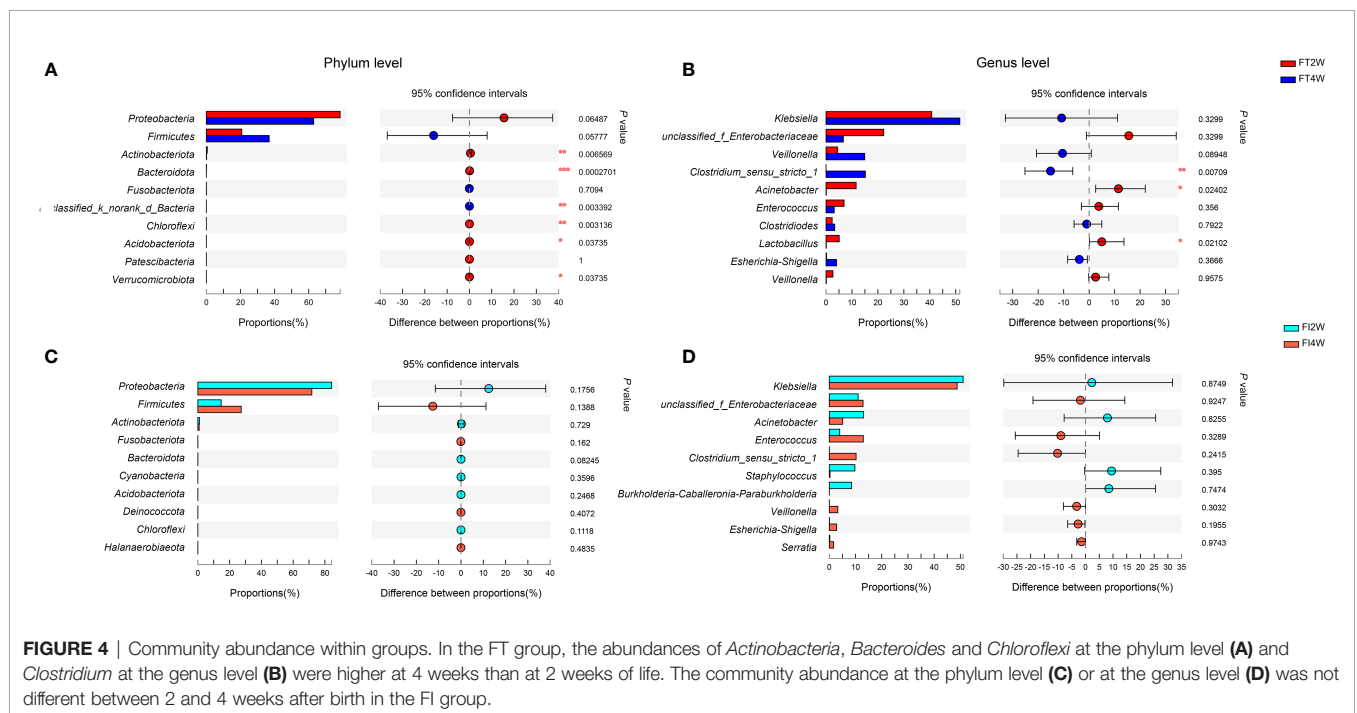 A
Phylum level
95% confidence intervals
Proteobacteria
Firmicutes
Actinobacteriota
Bacteroidota
Fusobacteriota
classified_k_norank_d_Bacteria
Chloroflexi
Acidobacteriota
Patescibacteria
Verrucomicrobiota
0 20 40 60
Proportions(%)
-40 -30 -20 -10 0 10 20 30 40
Difference between proportions(%)
0.06487
0.05777
** 0.006569
*** 0.0002701
0.7094
** 0.003392
** 0.003136
* 0.03735
1
* 0.03735
P value
B
Genus level
FT2W
FT4W
95% confidence intervals
Klebsiella
unclassified_f_Enterobacteriaceae
Veillonella
Clostridium_sensu_stricto_1
Acinetobacter
Enterococcus
Clostridiodes
Lactobacillus
Esherichia-Shigella
Veillonella
0 10 20 30 40 50
Proportions(%)
-30 -20 -10 0 10 20 30
Difference between proportions(%)
0.3299
0.3299
0.08948
** 0.00709
* 0.02402
0.356
0.7922
* 0.02102
0.3666
0.9575
P value
C
95% confidence intervals
Proteobacteria
Firmicutes
Actinobacteriota
Fusobacteriota
Bacteroidota
Cyanobacteria
Acidobacteriota
Deinococcota
Chloroflexi
Halanaerobiaeota
0 20 40 60 80
Proportions(%)
-40 -30 -20 -10 0 10 20 30 40
Difference between proportions(%)
0.1756
0.1388
0.729
0.162
0.08245
0.3596
0.2468
0.4072
0.1118
0.4835
P value
FI2W
FI4W
D
95% confidence intervals
Klebsiella
unclassified_f_Enterobacteriaceae
Acinetobacter
Enterococcus
Clostridium_sensu_stricto_1
Staphylococcus
Burkholderia-Caballeronia-Paraburkholderia
Veillonella
Esherichia-Shigella
Serratia
0 10 20 30 40 50
Proportions(%)
-30 -25 -20 -15 -10 -5 0 5 10 15 20 25 30 35
Difference between proportions(%)
0.8749
0.9247
0.8255
0.3289
0.2415
0.395
0.7474
0.3032
0.1955
0.9743
P value
FIGURE 4 | Community abundance within groups. In the FT group, the abundances of Actinobacteria, Bacteroides and Chloroflexi at the phylum level (A) and
Clostridium at the genus level (B) were higher at 4 weeks than at 2 weeks of life. The community abundance at the phylum level (C) or at the genus level (D) was not
different between 2 and 4 weeks after birth in the FI group.